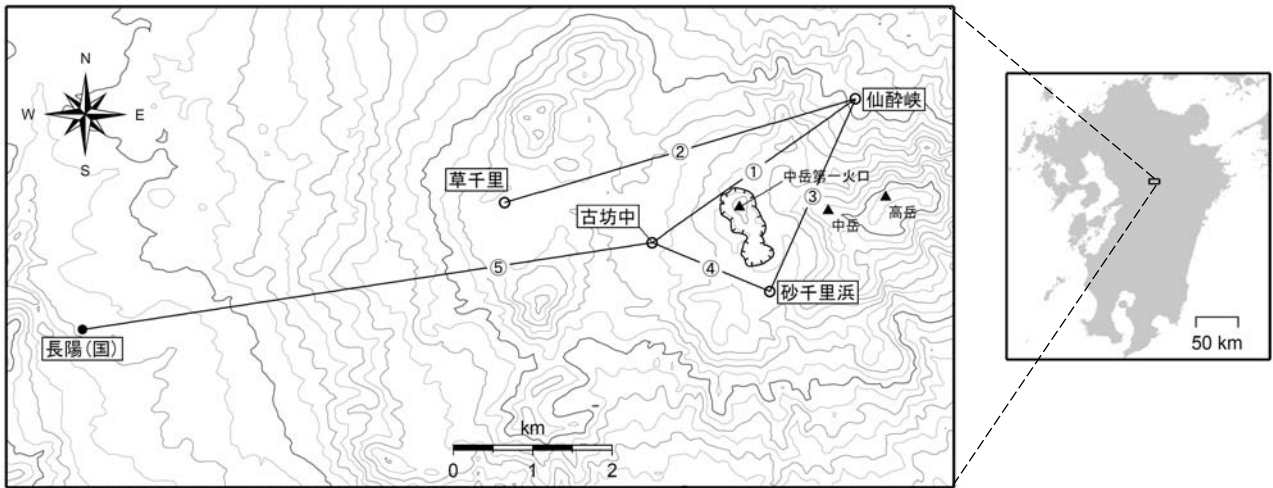 N
W
E
S
仙酔峡
②
草千里
①
中岳第一火口
③
高岳
中岳
古坊中
⑤
④
砂千里浜
長陽(国)
km
0
1
2
50 km